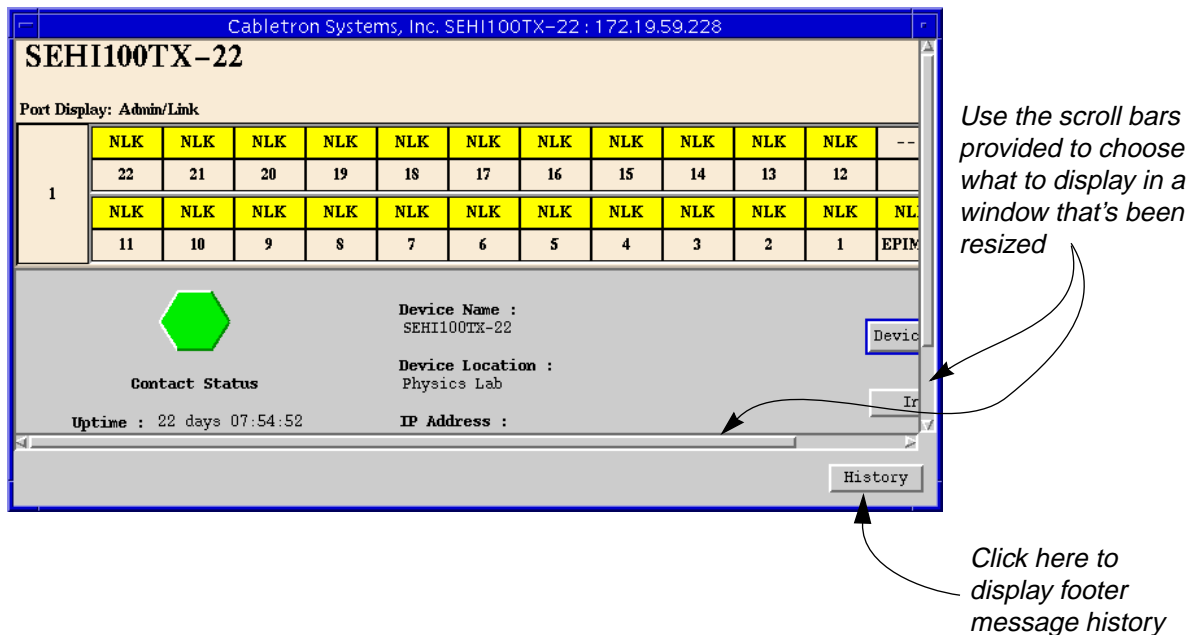 Cabletron Systems, Inc. SEHI100TX-22 : 172.19.59.228
SEHI100TX-22
Port Display: Admin/Link
NLK NLK NLK NLK NLK NLK NLK NLK NLK NLK NLK --
22 21 20 19 18 17 16 15 14 13 12
1
NLK NLK NLK NLK NLK NLK NLK NLK NLK NLK NLK NL
11 10 9 8 7 6 5 4 3 2 1 EPIM
Device Name :
SEHI100TX-22
Devic
Device Location :
Physics Lab
Contact Status
Uptime : 22 days 07:54:52
IP Address :
History
Use the scroll bars
provided to choose
what to display in a
window that's been
resized
Click here to
display footer
message history